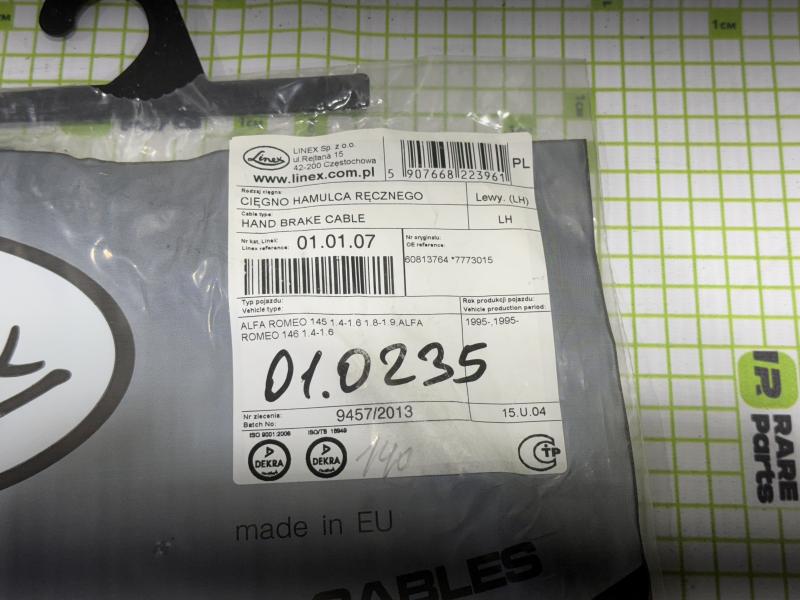 1см
Linex
LINEX Sp. z o.o.
ul.Rejtana 15
42-200 Częstochowa
www.linex.com.pl
5 907668 223961
PL
Rodzaj cięgna:
CIĘGNO HAMULCA RĘCZNEGO
Lewy. (LH)
Cable type:
HAND BRAKE CABLE
LH
Nr kat. Linex:
Linex reference:
01.01.07
Nr oryginału:
OE reference:
60813764 *7773015
Typ pojazdu:
Vehicle type:
Rok produkcji pojazdu:
Vehicle production period:
ALFA ROMEO 145 1.4-1.6 1.8-1.9,ALFA
ROMEO 146 1.4-1.6
1995-,1995-
01.0235
Nr zlecenia:
Batch No:
9457/2013
15.U.04
ISO 9001:2008
ISO/TS 16949
DEKRA
DEKRA
140
made in EU
CABLES
RARE
parts